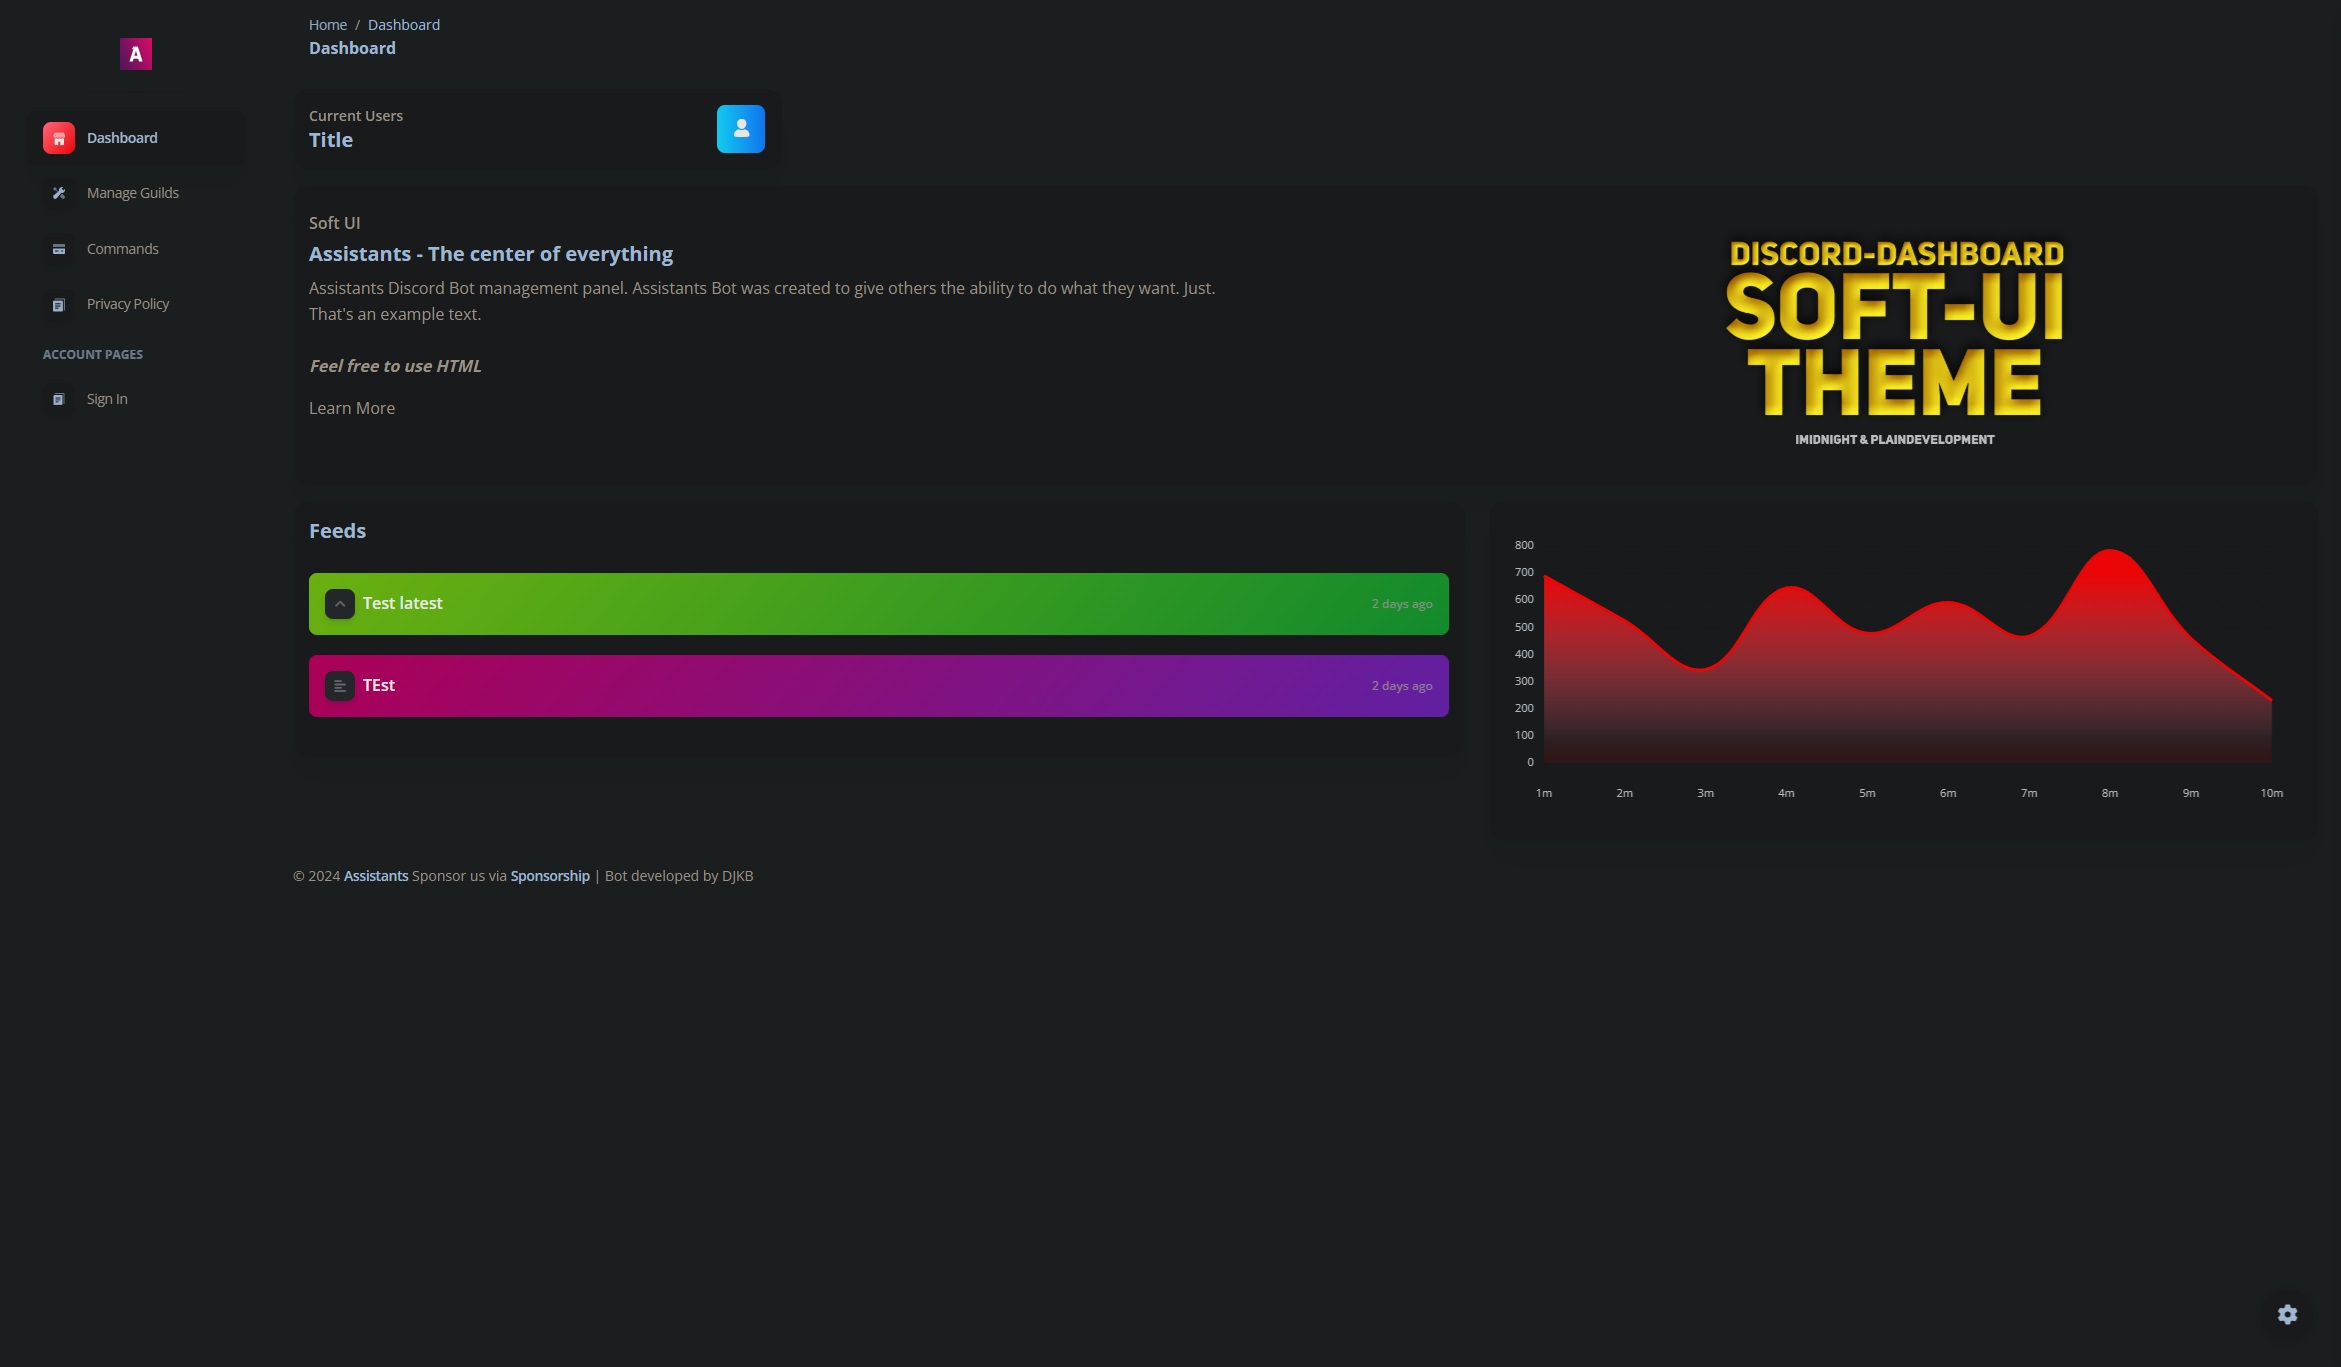 A
Dashboard
Manage Guilds
Commands
Privacy Policy
ACCOUNT PAGES
Sign In
Home / Dashboard
Dashboard
Current Users
Title
Soft UI
Assistants - The center of everything
Assistants Discord Bot management panel. Assistants Bot was created to give others the ability to do what they want. Just.
That's an example text.
Feel free to use HTML
Learn More
DISCORD-DASHBOARD
SOFT-UI
THEME
IMIDNIGHT & PLAINDEVELOPMENT
Feeds
Test latest 2 days ago
TEst 2 days ago
800
700
600
500
400
300
200
100
0
1m 2m 3m 4m 5m 6m 7m 8m 9m 10m
© 2024 Assistants Sponsor us via Sponsorship | Bot developed by DJKB